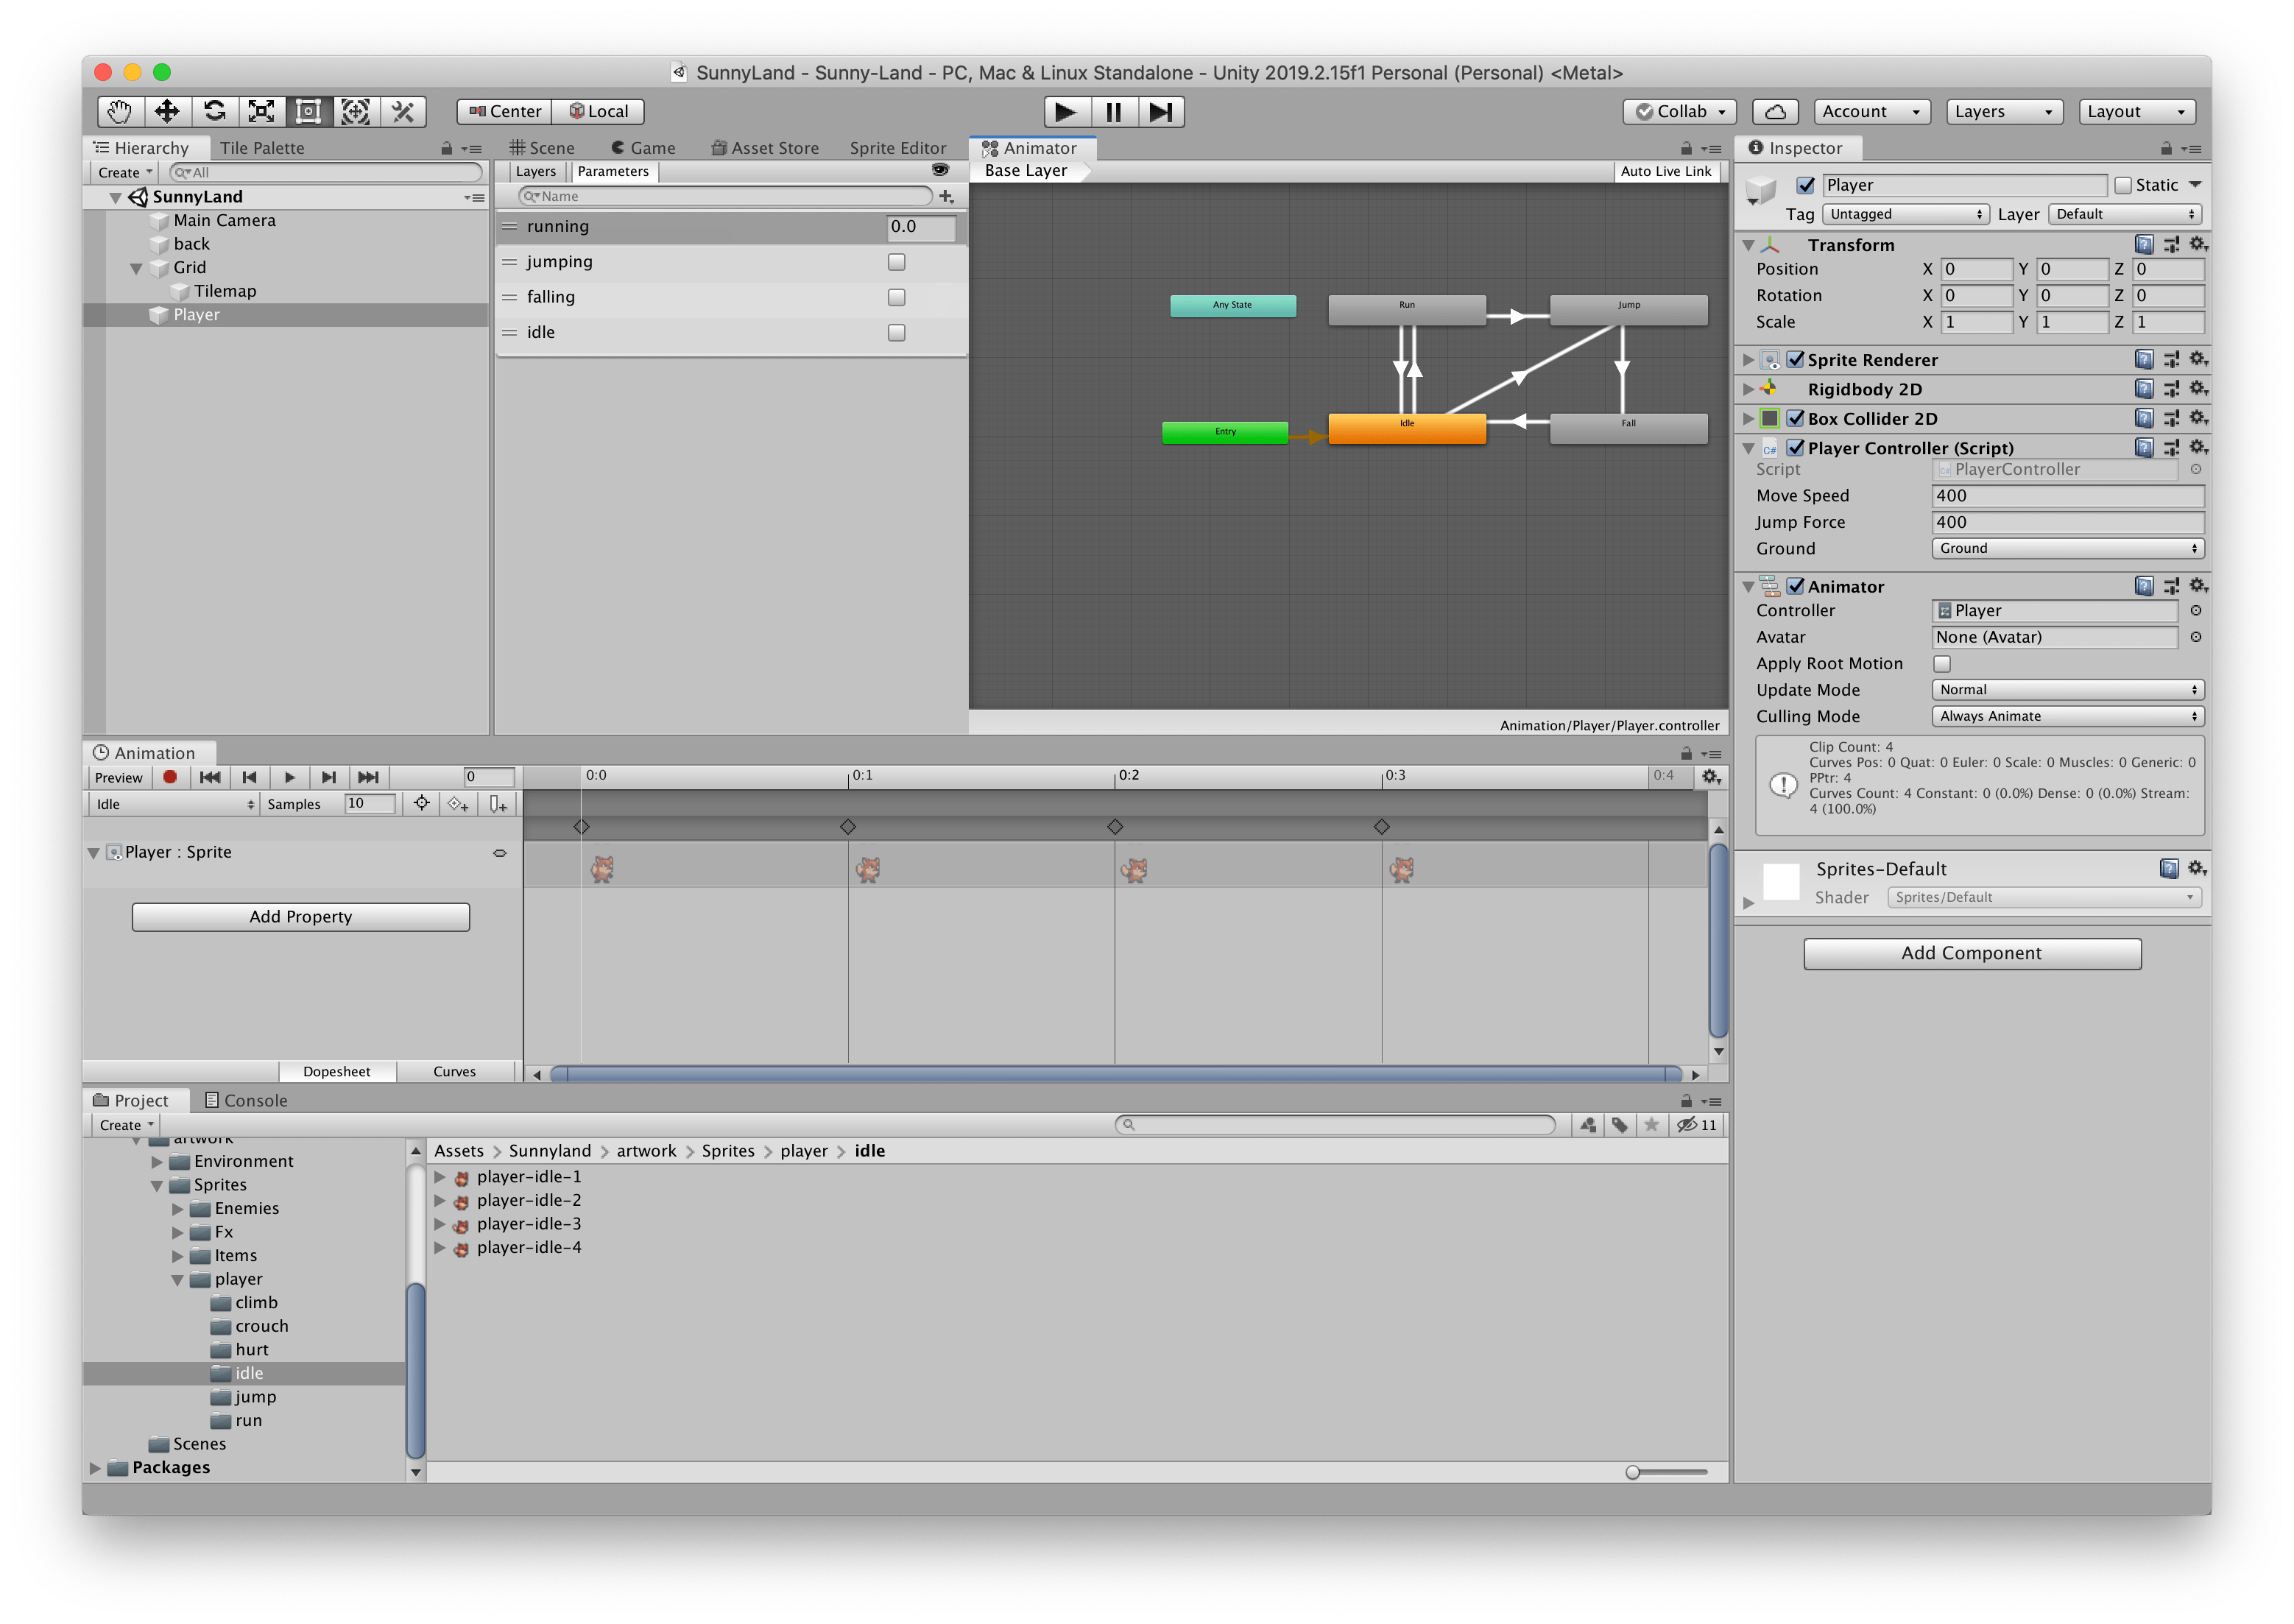 SunnyLand - Sunny-Land - PC, Mac & Linux Standalone - Unity 2019.2.15f1 Personal (Personal) <Metal>
Center Local Collab Account Layers Layout
Hierarchy Tile Palette
Create All
SunnyLand
Main Camera
back
Grid
Tilemap
Player
Scene Game Asset Store Sprite Editor Animator
Layers Parameters Base Layer Auto Live Link
Name
running 0.0
jumping
falling
idle
Any State Run Jump
Entry Idle Fall
Animation/Player/Player.controller
Inspector
Player Static
Tag Untagged Layer Default
Transform
Position X 0 Y 0 Z 0
Rotation X 0 Y 0 Z 0
Scale X 1 Y 1 Z 1
Sprite Renderer
Rigidbody 2D
Box Collider 2D
C# Player Controller (Script)
Script PlayerController
Move Speed 400
Jump Force 400
Ground Ground
Animator
Controller Player
Avatar None (Avatar)
Apply Root Motion
Update Mode Normal
Culling Mode Always Animate
Clip Count: 4
Curves Pos: 0 Quat: 0 Euler: 0 Scale: 0 Muscles: 0 Generic: 0
PPtr: 4
Curves Count: 4 Constant: 0 (0.0%) Dense: 0 (0.0%) Stream:
4 (100.0%)
Sprites-Default
Shader Sprites/Default
Add Component
Animation
Preview 0 0:0 0:1 0:2 0:3 0:4
Idle Samples 10
Player : Sprite
Add Property
Dopesheet Curves
Project Console
Create 11
artwork
Environment
Sprites
Enemies
Fx
Items
player
climb
crouch
hurt
idle
jump
run
Scenes
Packages
Assets > Sunnyland > artwork > Sprites > player > idle
player-idle-1
player-idle-2
player-idle-3
player-idle-4